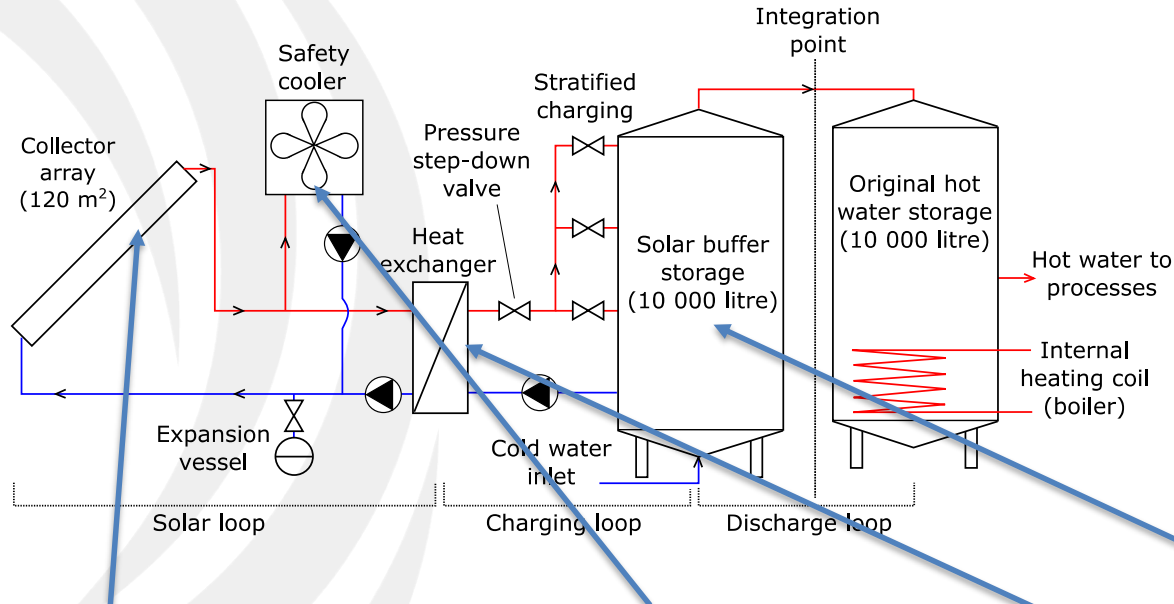 Integration
point
Safety
cooler
Stratified
charging
Pressure
step-down
valve
Collector
array
(120 m²)
Original hot
water storage
(10 000 litre)
Heat
exchanger
Solar buffer
storage
(10 000 litre)
Hot water to
processes
Internal
heating coil
(boiler)
Expansion
vessel
Cold water
inlet
Solar loop
Charging loop
Discharge loop